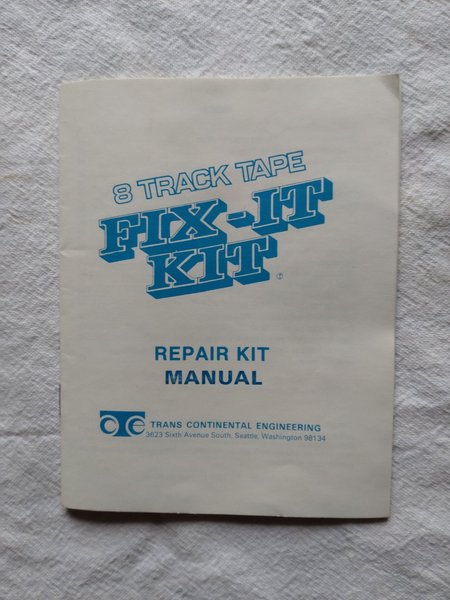 8 TRACK TAPE
FIX-IT
KIT
REPAIR KIT
MANUAL
cTe TRANS CONTINENTAL ENGINEERING
3623 Sixth Avenue South, Seattle, Washington 98134